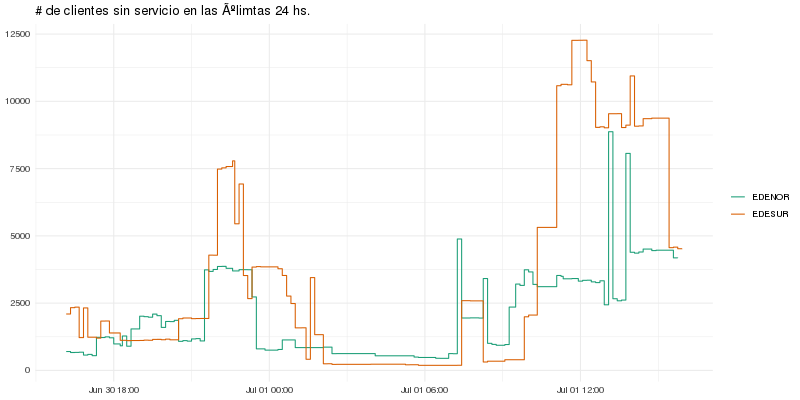 # de clientes sin servicio en las Ãºlimtas 24 hs.
12500
10000
7500
5000
2500
0
Jun 30 18:00
Jul 01 00:00
Jul 01 06:00
Jul 01 12:00
EDENOR
EDESUR